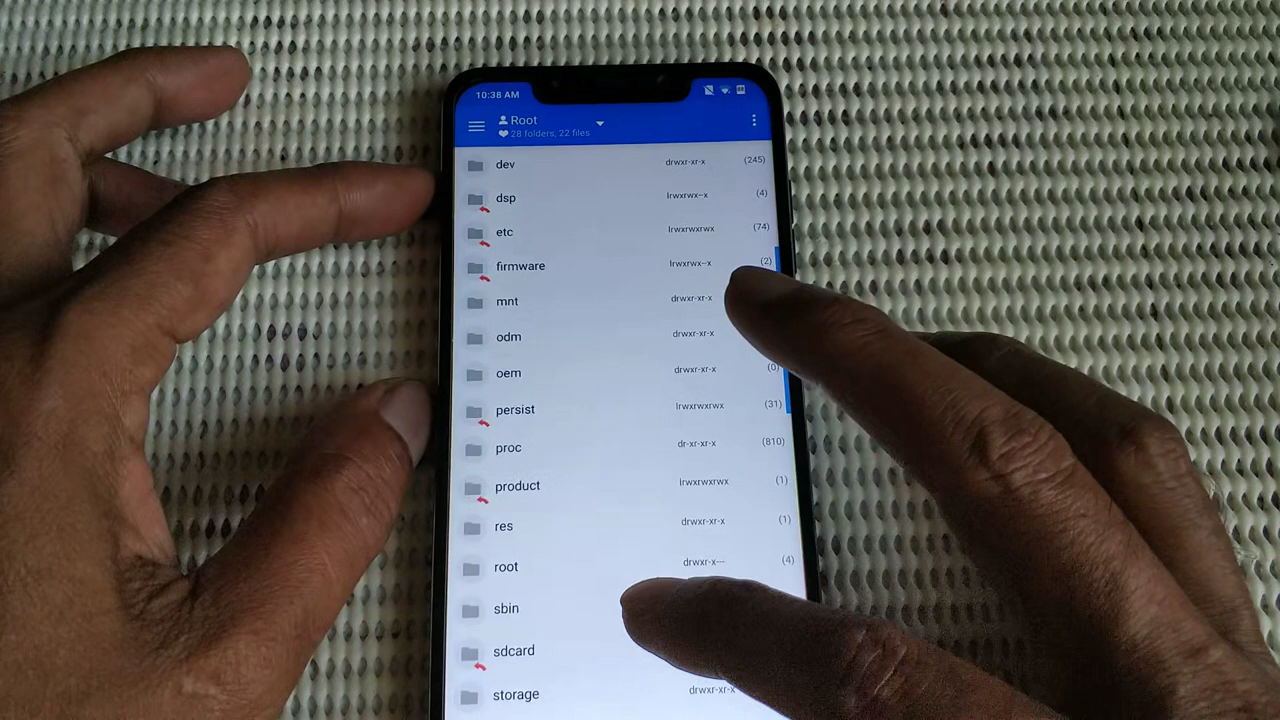 10:38 AM
Root
28 folders, 22 files
dev drwxr-xr-x (245)
dsp lrwxrwx--x (4)
etc lrwxrwxrwx (74)
firmware lrwxrwx--x (2)
mnt drwxr-xr-x
odm drwxr-xr-x
oem drwxr-xr-x (0)
persist lrwxrwxrwx (31)
proc dr-xr-xr-x (810)
product lrwxrwxrwx (1)
res drwxr-xr-x (1)
root drwxr-x--- (4)
sbin
sdcard
storage drwxr-xr-x